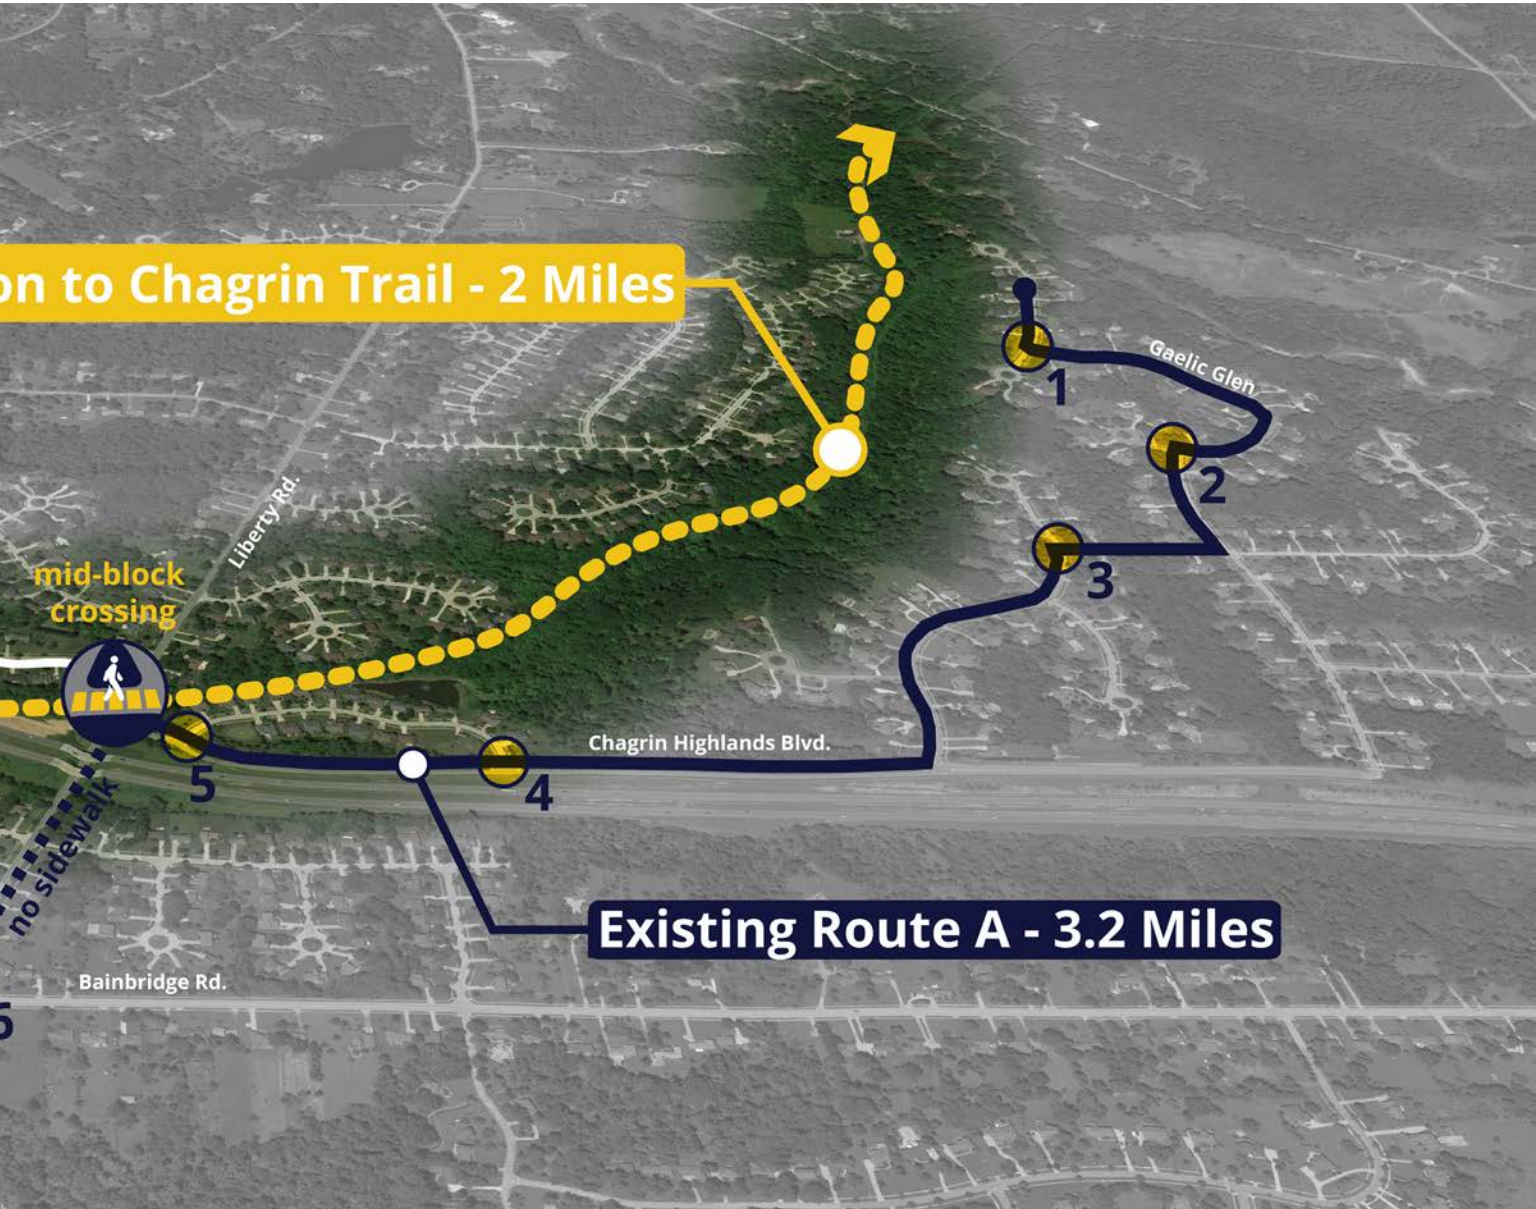 on to Chagrin Trail - 2 Miles
Gaelic Glen
1
2
Liberty Rd.
3
mid-block
crossing
Chagrin Highlands Blvd.
5
4
no sidewalk
Existing Route A - 3.2 Miles
Bainbridge Rd.
6